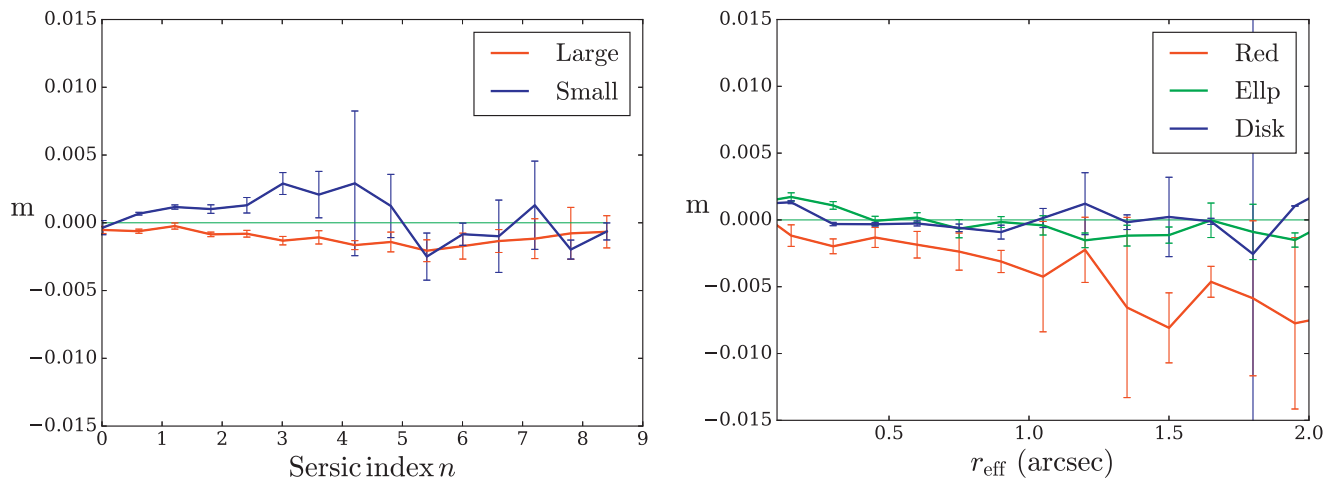 0.015
0.010
0.005
0.000
−0.005
−0.010
−0.015
m
0 1 2 3 4 5 6 7 8 9
Sersic index n
Large
Small
0.015
0.010
0.005
0.000
−0.005
−0.010
−0.015
m
0.5 1.0 1.5 2.0
r_eff (arcsec)
Red
Ellp
Disk